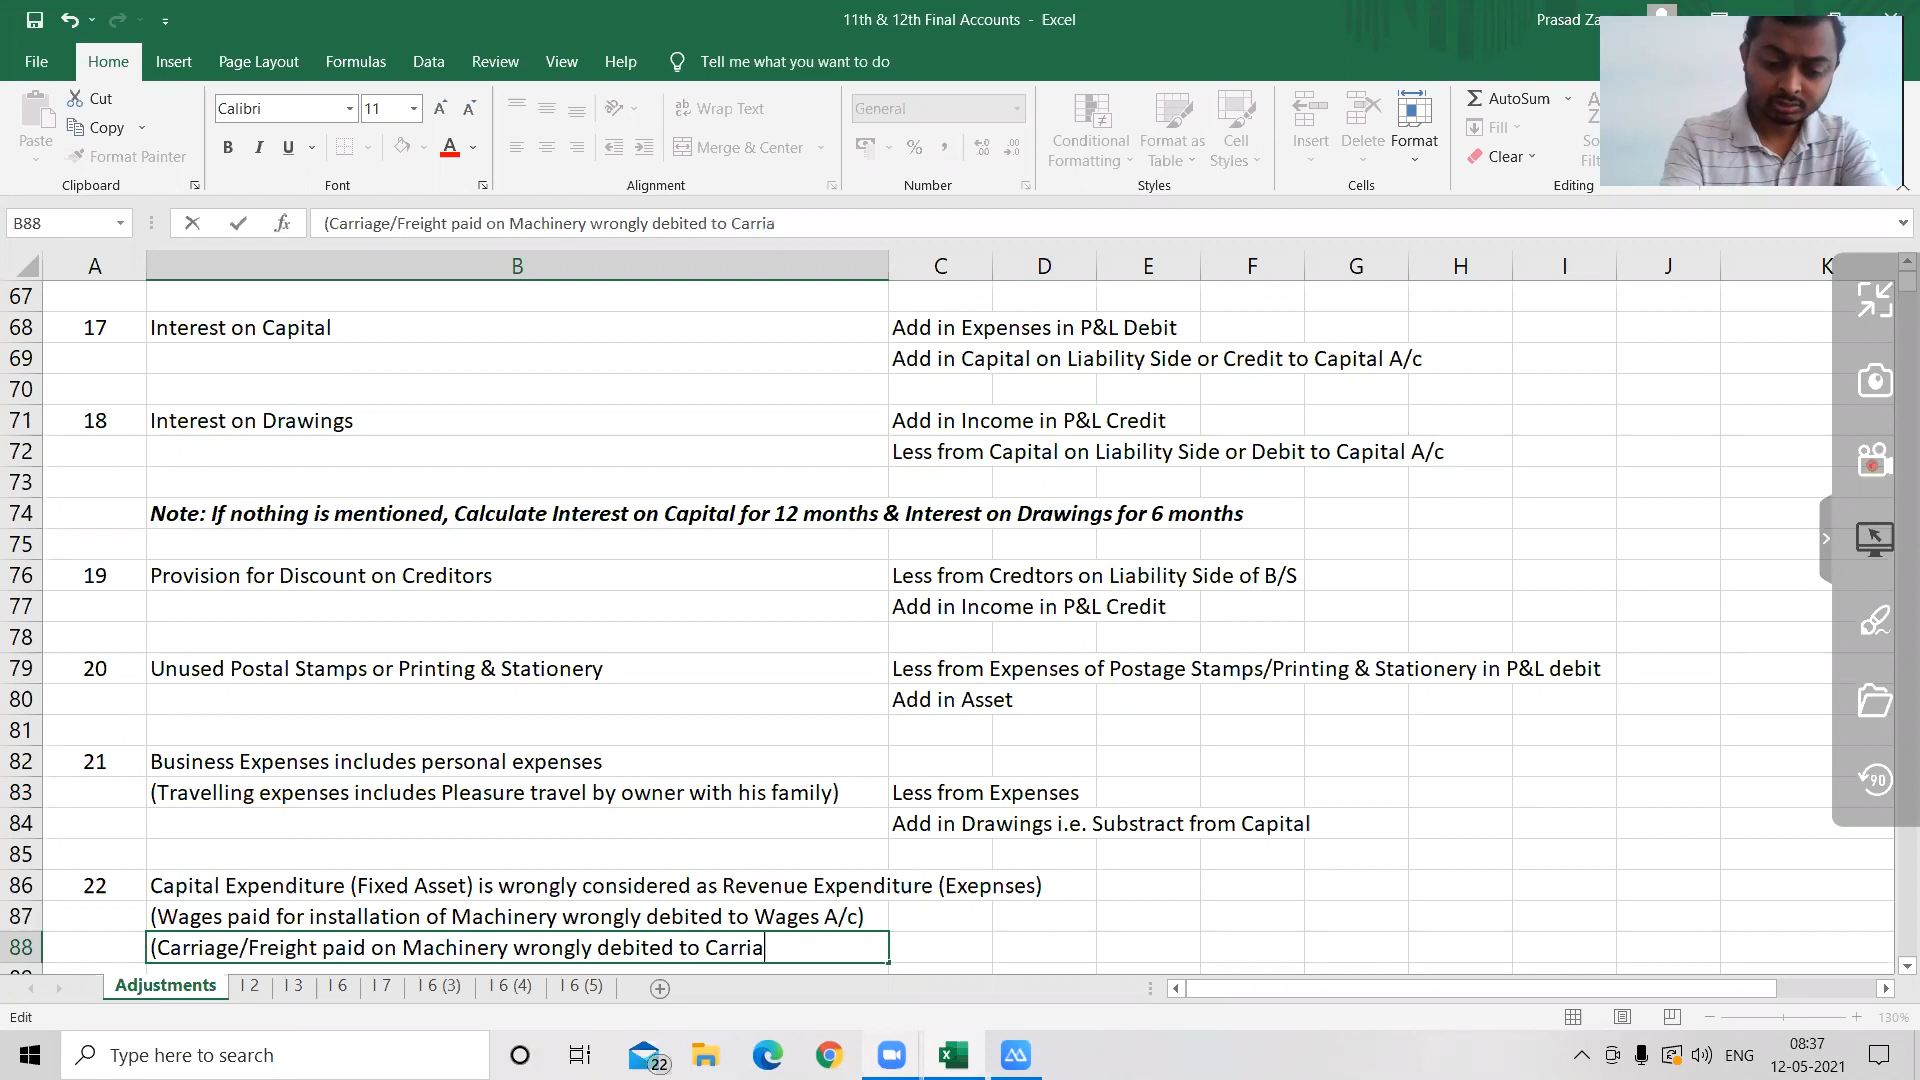 11th & 12th Final Accounts - Excel
Prasad Za
File Home Insert Page Layout Formulas Data Review View Help Tell me what you want to do
Paste
Cut
Copy
Format Painter
Clipboard
Calibri 11
B I U
Font
Wrap Text
Merge & Center
Alignment
General
Number
Conditional Formatting
Format as Table
Cell Styles
Styles
Insert Delete Format
Cells
AutoSum
Fill
Clear
Editing
B88 fx (Carriage/Freight paid on Machinery wrongly debited to Carria
A B C D E F G H I J K
67
68 17 Interest on Capital Add in Expenses in P&L Debit
69 Add in Capital on Liability Side or Credit to Capital A/c
70
71 18 Interest on Drawings Add in Income in P&L Credit
72 Less from Capital on Liability Side or Debit to Capital A/c
73
74 Note: If nothing is mentioned, Calculate Interest on Capital for 12 months & Interest on Drawings for 6 months
75
76 19 Provision for Discount on Creditors Less from Credtors on Liability Side of B/S
77 Add in Income in P&L Credit
78
79 20 Unused Postal Stamps or Printing & Stationery Less from Expenses of Postage Stamps/Printing & Stationery in P&L debit
80 Add in Asset
81
82 21 Business Expenses includes personal expenses
83 (Travelling expenses includes Pleasure travel by owner with his family) Less from Expenses
84 Add in Drawings i.e. Substract from Capital
85
86 22 Capital Expenditure (Fixed Asset) is wrongly considered as Revenue Expenditure (Exepnses)
87 (Wages paid for installation of Machinery wrongly debited to Wages A/c)
88 (Carriage/Freight paid on Machinery wrongly debited to Carria
90
Adjustments I 2 I 3 I 6 I 7 I 6 (3) I 6 (4) I 6 (5)
Edit
130%
Type here to search
22
ENG
08:37
12-05-2021